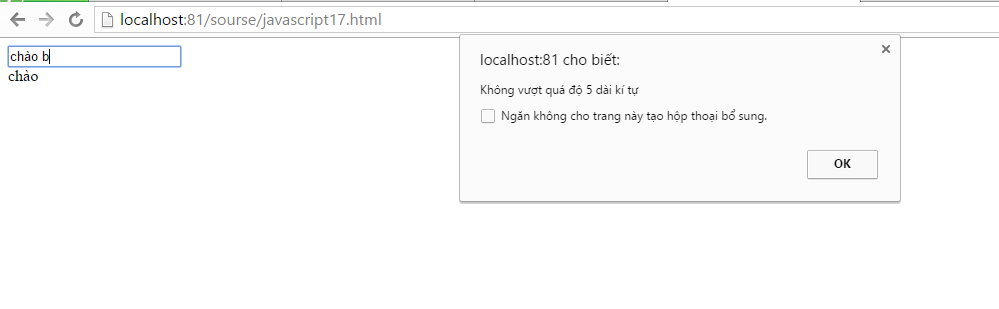 localhost:81/sourse/javascript17.html
chào b
chào
localhost:81 cho biết:
Không vượt quá độ 5 dài kí tự
Ngăn không cho trang này tạo hộp thoại bổ sung.
OK